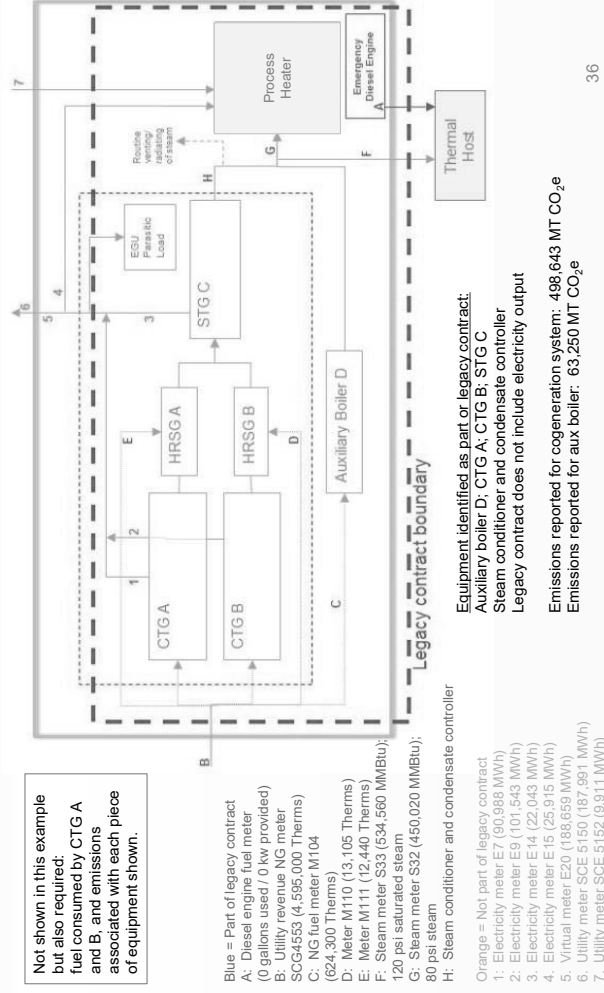 Not shown in this example
but also required:
fuel consumed by CTG A
and B, and emissions
associated with each piece
of equipment shown.
Blue = Part of legacy contract
A: Diesel engine fuel meter
(0 gallons used / 0 kw provided)
B: Utility revenue NG meter
SCG4553 (4,595,000 Therms)
C: NG fuel meter M104
(624,300 Therms)
D: Meter M110 (13,105 Therms)
E: Meter M111 (12,440 Therms)
F: Steam meter S33 (534,560 MMBtu);
120 psi saturated steam
G: Steam meter S32 (450,020 MMBtu);
80 psi steam
H: Steam conditioner and condensate controller
Orange = Not part of legacy contract
1: Electricity meter E7 (90,988 MWh)
2: Electricity meter E9 (101,543 MWh)
3: Electricity meter E14 (22,043 MWh)
4: Electricity meter E15 (25,915 MWh)
5. Virtual meter E20 (188,659 MWh)
6. Utility meter SCE 5150 (187,991 MWh)
7. Utility meter SCE 5152 (9,911 MWh)
B
CTG A
CTG B
1
2
E
HRSG A
HRSG B
D
C
Auxiliary Boiler D
STG C
3
4
5
6
7
EGU
Parasitic
Load
H
Routine
venting/
radiating
of steam
G
F
Process
Heater
Emergency
Diesel Engine
A
Thermal
Host
Legacy contract boundary
Equipment identified as part or legacy contract:
Auxiliary boiler D; CTG A; CTG B; STG C
Steam conditioner and condensate controller
Legacy contract does not include electricity output
Emissions reported for cogeneration system: 498,643 MT CO₂e
Emissions reported for aux boiler: 63,250 MT CO₂e
36